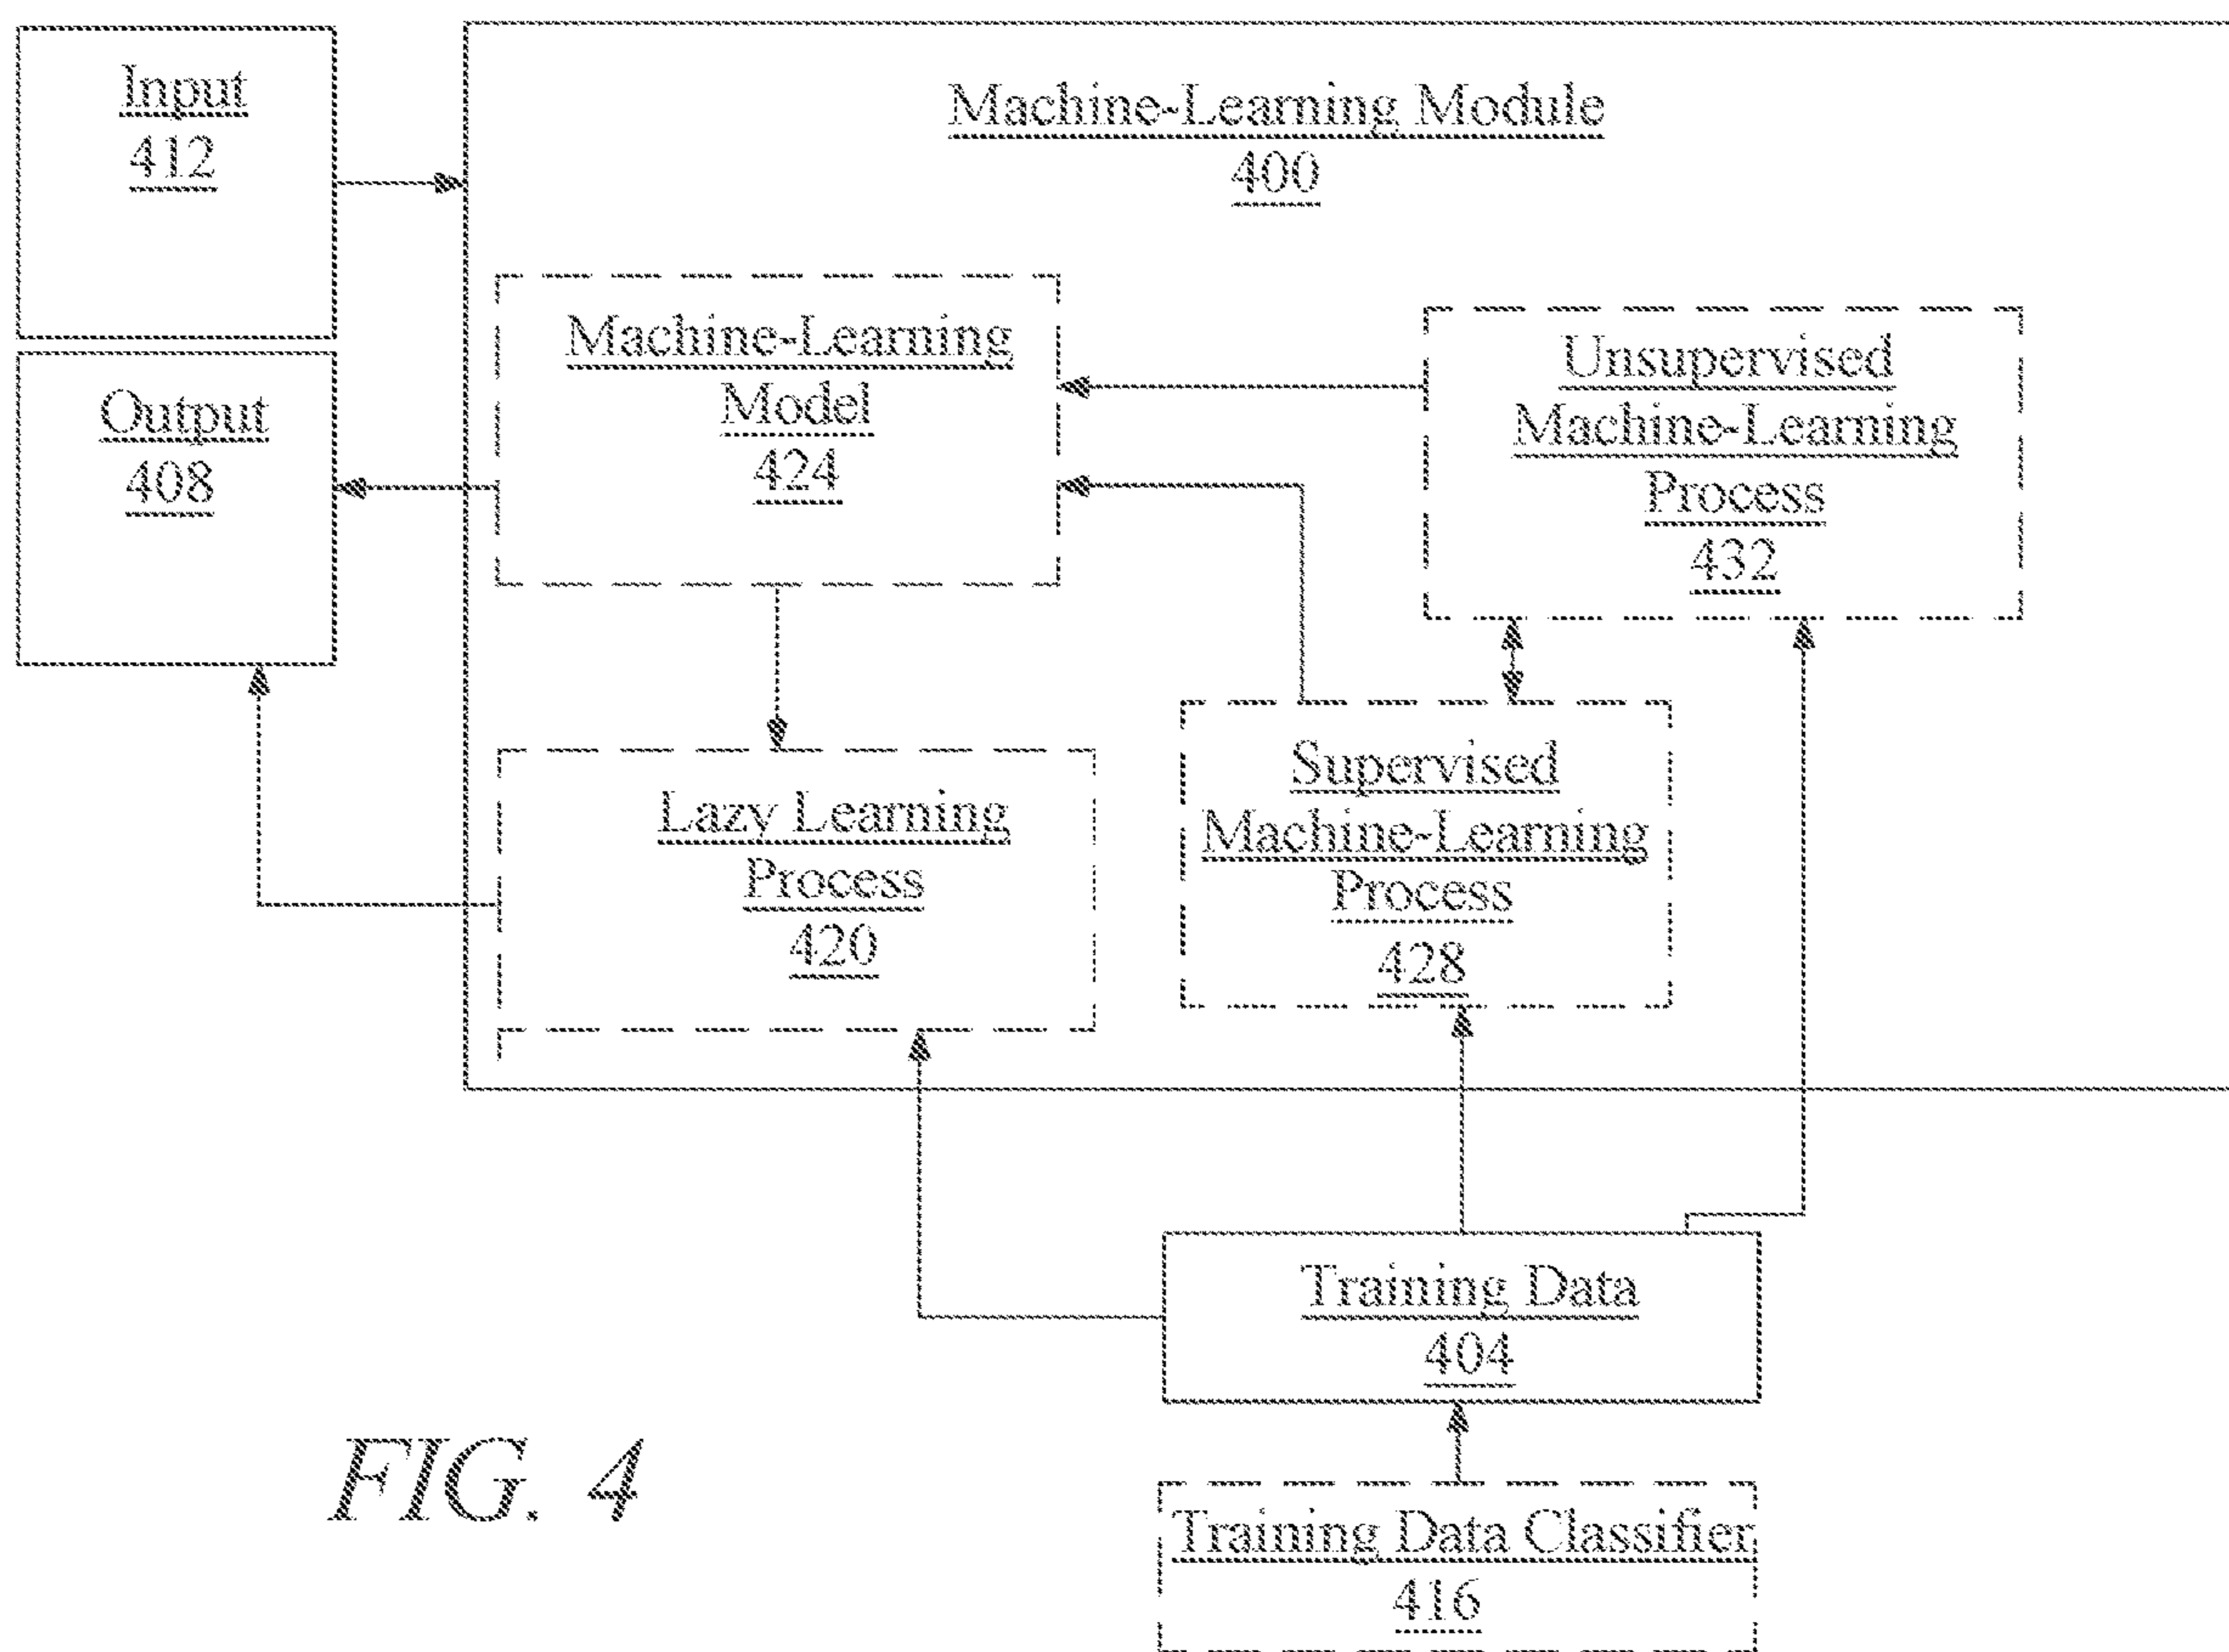 Input
412
Machine-Learning Module
400
Output
408
Machine-Learning
Model
424
Unsupervised
Machine-Learning
Process
432
Lazy Learning
Process
420
Supervised
Machine-Learning
Process
428
Training Data
404
Training Data Classifier
416
FIG. 4